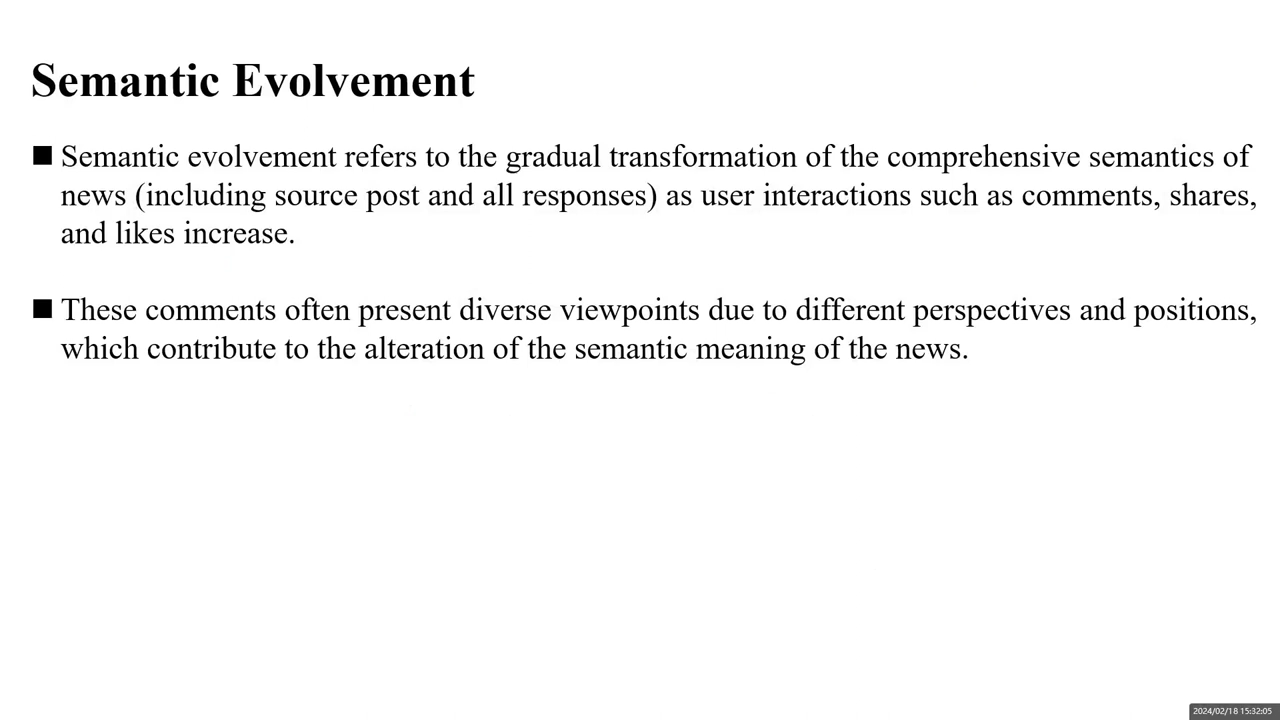 Semantic Evolvement
■ Semantic evolvement refers to the gradual transformation of the comprehensive semantics of
news (including source post and all responses) as user interactions such as comments, shares,
and likes increase.
■ These comments often present diverse viewpoints due to different perspectives and positions,
which contribute to the alteration of the semantic meaning of the news.
2024/02/18 15:32:05